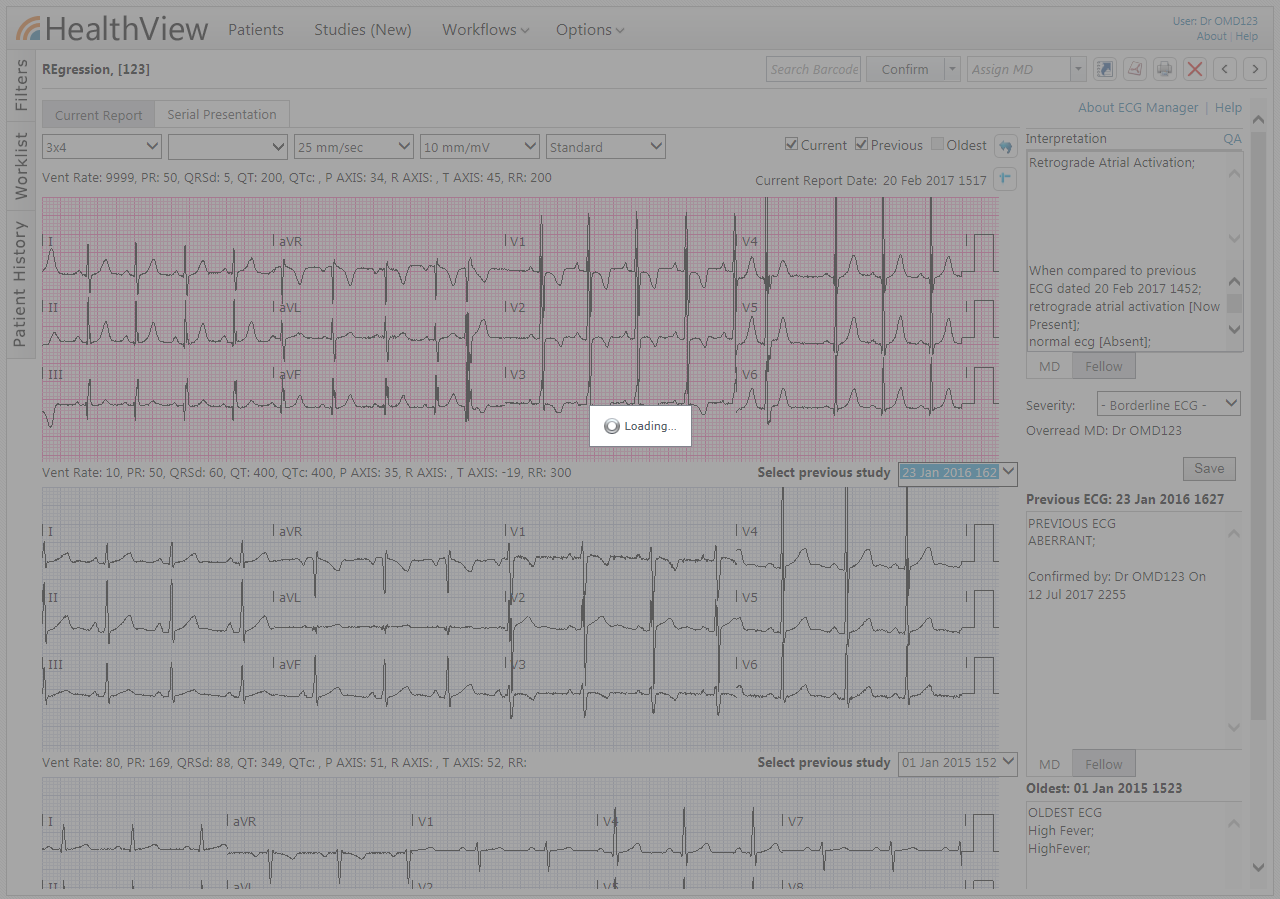 HealthView
Patients
Studies (New)
Workflows
Options
User: Dr OMD123
About | Help
Filters
Worklist
Patient History
REgression, [123]
Search Barcode
Confirm
Assign MD
Current Report
Serial Presentation
About ECG Manager | Help
3x4
25 mm/sec
10 mm/mV
Standard
Current
Previous
Oldest
Vent Rate: 9999, PR: 50, QRSd: 5, QT: 200, QTc: , P AXIS: 34, R AXIS: , T AXIS: 45, RR: 200
Current Report Date: 20 Feb 2017 1517
I aVR V1 V4
II aVL V2 V5
III aVF V3 V6
Loading...
Interpretation
QA
Retrograde Atrial Activation;
When compared to previous
ECG dated 20 Feb 2017 1452;
retrograde atrial activation [Now
Present];
normal ecg [Absent];
MD
Fellow
Severity:
- Borderline ECG -
Overread MD: Dr OMD123
Save
Vent Rate: 10, PR: 50, QRSd: 60, QT: 400, QTc: 400, P AXIS: 35, R AXIS: , T AXIS: -19, RR: 300
Select previous study
23 Jan 2016 162
I aVR V1 V4
II aVL V2 V5
III aVF V3 V6
Previous ECG: 23 Jan 2016 1627
PREVIOUS ECG
ABERRANT;
Confirmed by: Dr OMD123 On
12 Jul 2017 2255
MD
Fellow
Vent Rate: 80, PR: 169, QRSd: 88, QT: 349, QTc: , P AXIS: 51, R AXIS: , T AXIS: 52, RR:
Select previous study
01 Jan 2015 152
I aVR V1 V4 V7
II aVL V2 V5 V8
Oldest: 01 Jan 2015 1523
OLDEST ECG
High Fever;
HighFever;